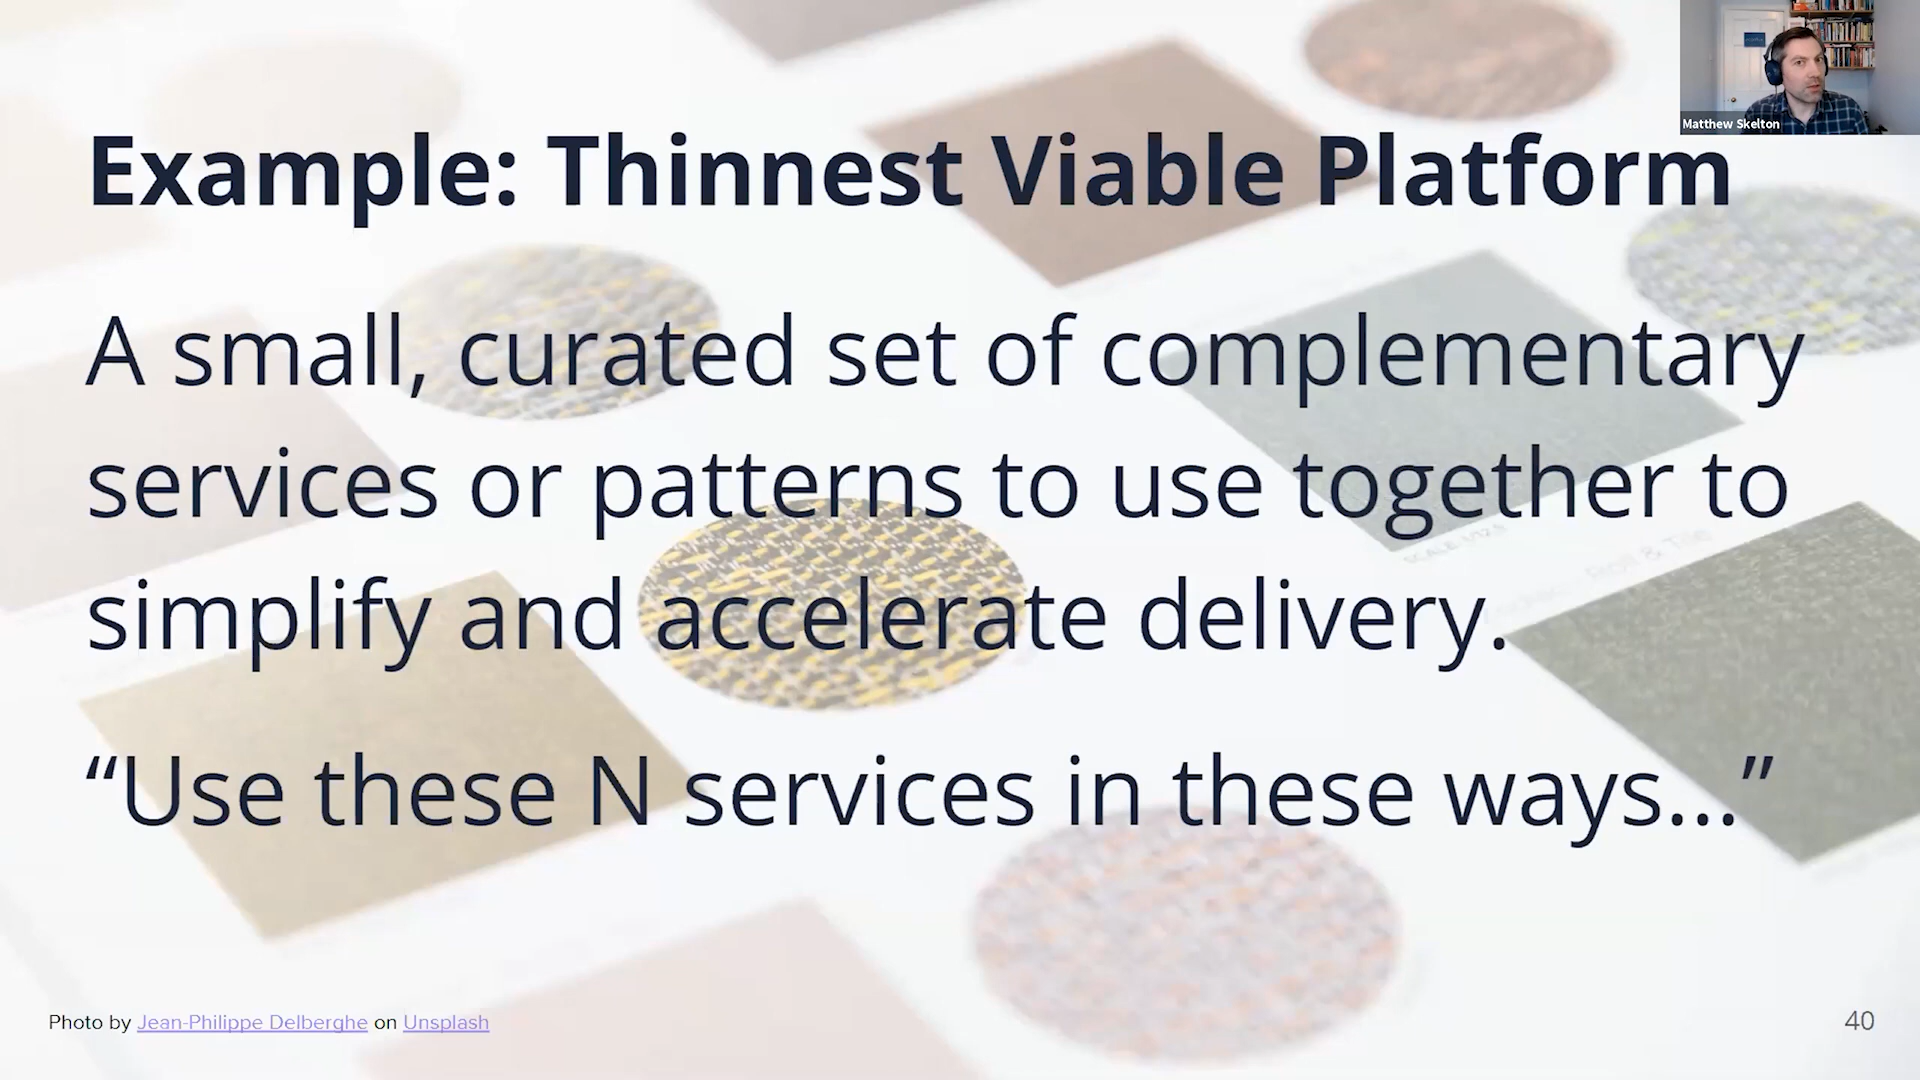 Matthew Skelton
Example: Thinnest Viable Platform
A small, curated set of complementary
services or patterns to use together to
simplify and accelerate delivery.
“Use these N services in these ways...”
SCALE
Photo by Jean-Philippe Delberghe on Unsplash
40